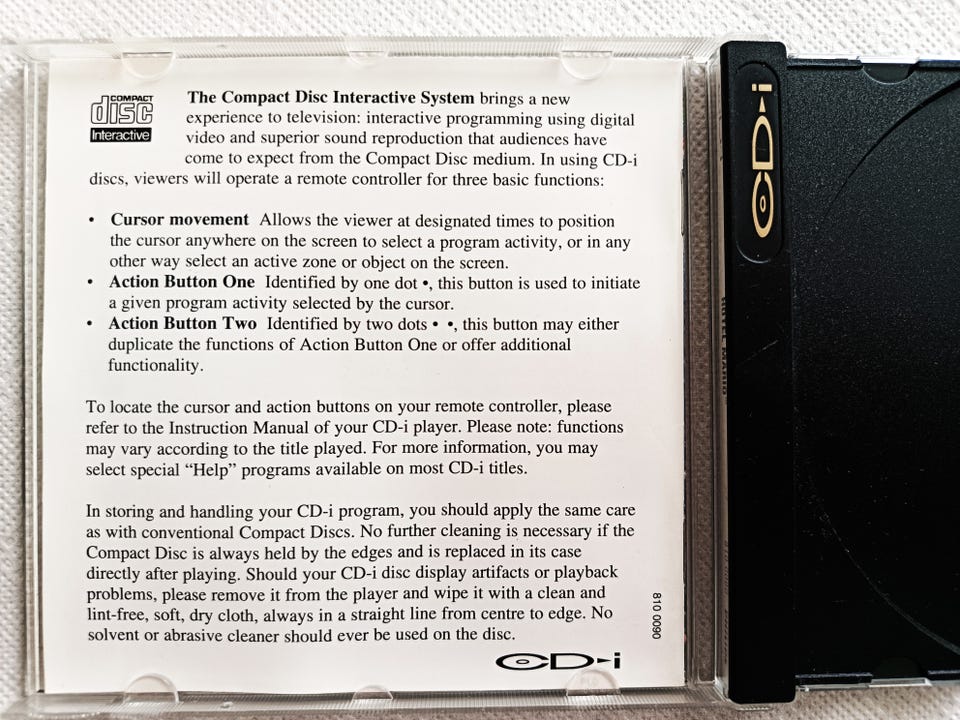 COMPACT
disc
Interactive
The Compact Disc Interactive System brings a new
experience to television: interactive programming using digital
video and superior sound reproduction that audiences have
come to expect from the Compact Disc medium. In using CD-i
discs, viewers will operate a remote controller for three basic functions:
• Cursor movement Allows the viewer at designated times to position
the cursor anywhere on the screen to select a program activity, or in any
other way select an active zone or object on the screen.
• Action Button One Identified by one dot •, this button is used to initiate
a given program activity selected by the cursor.
• Action Button Two Identified by two dots • •, this button may either
duplicate the functions of Action Button One or offer additional
functionality.
To locate the cursor and action buttons on your remote controller, please
refer to the Instruction Manual of your CD-i player. Please note: functions
may vary according to the title played. For more information, you may
select special “Help” programs available on most CD-i titles.
In storing and handling your CD-i program, you should apply the same care
as with conventional Compact Discs. No further cleaning is necessary if the
Compact Disc is always held by the edges and is replaced in its case
directly after playing. Should your CD-i disc display artifacts or playback
problems, please remove it from the player and wipe it with a clean and
lint-free, soft, dry cloth, always in a straight line from centre to edge. No
solvent or abrasive cleaner should ever be used on the disc.
810 0090
CD-i
CD-i